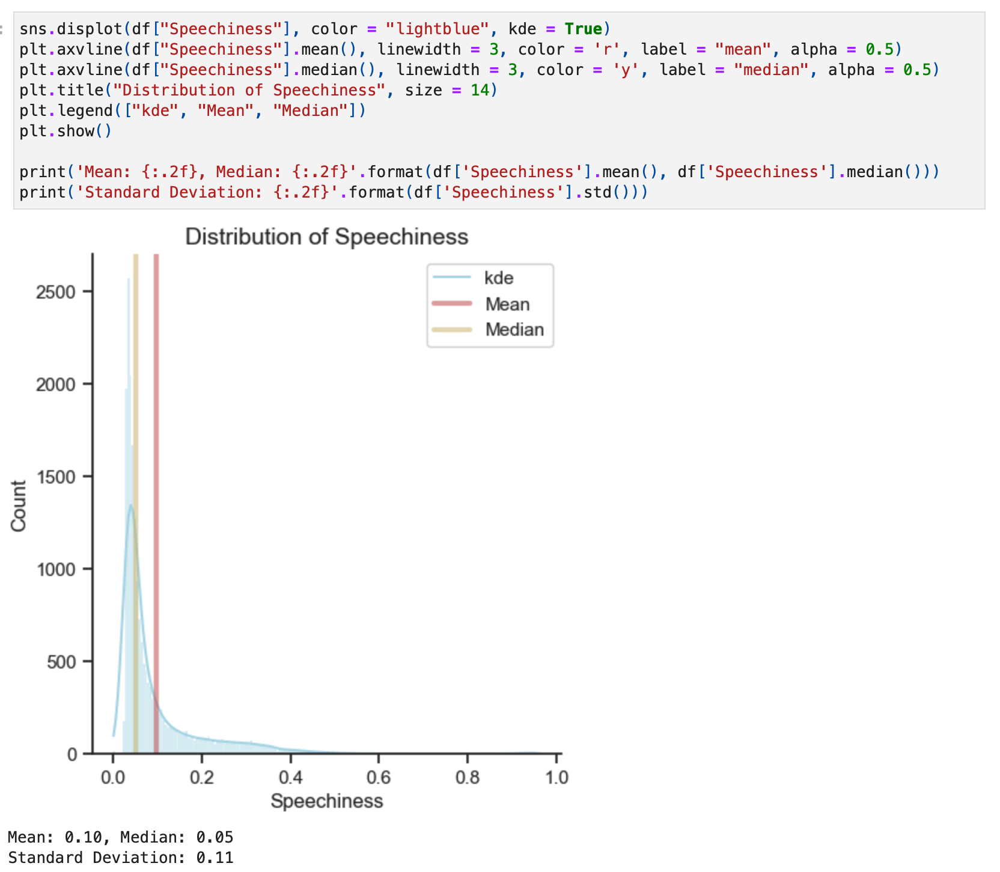 :
sns.displot(df["Speechiness"], color = "lightblue", kde = True)
plt.axvline(df["Speechiness"].mean(), linewidth = 3, color = 'r', label = "mean", alpha = 0.5)
plt.axvline(df["Speechiness"].median(), linewidth = 3, color = 'y', label = "median", alpha = 0.5)
plt.title("Distribution of Speechiness", size = 14)
plt.legend(["kde", "Mean", "Median"])
plt.show()
print('Mean: {:.2f}, Median: {:.2f}'.format(df['Speechiness'].mean(), df['Speechiness'].median()))
print('Standard Deviation: {:.2f}'.format(df['Speechiness'].std()))
Distribution of Speechiness
kde
Mean
Median
2500
2000
1500
1000
500
0
Count
0.0 0.2 0.4 0.6 0.8 1.0
Speechiness
Mean: 0.10, Median: 0.05
Standard Deviation: 0.11